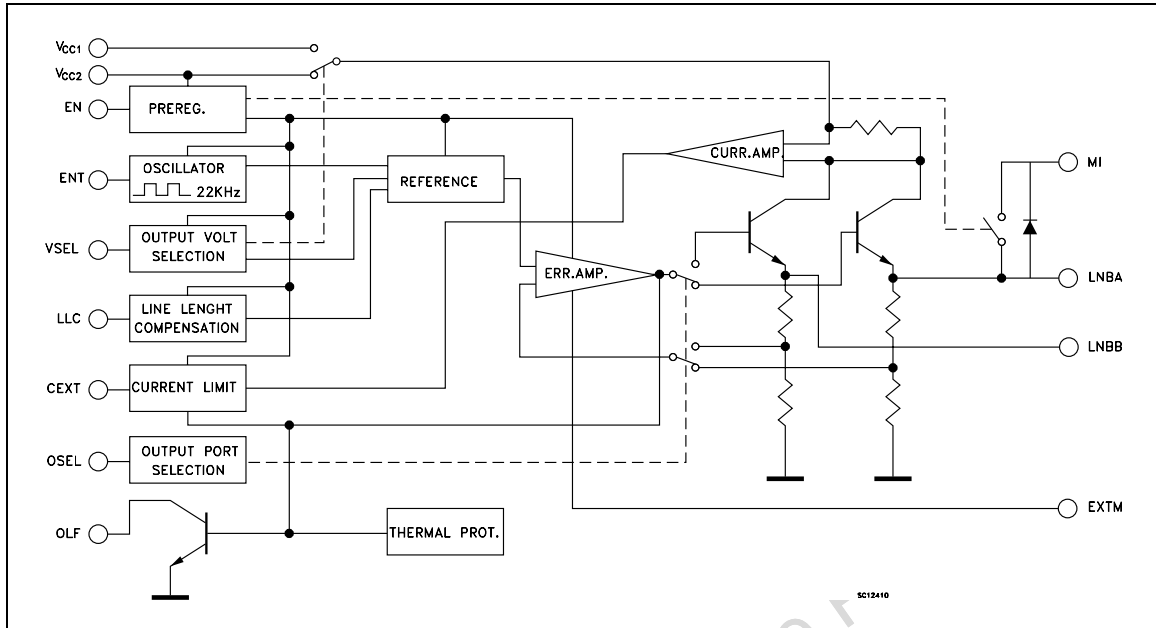 VCC1
VCC2
EN
PREREG.
CURR.AMP.
MI
ENT
OSCILLATOR
22KHz
REFERENCE
VSEL
OUTPUT VOLT
SELECTION
ERR.AMP.
LNBA
LLC
LINE LENGHT
COMPENSATION
LNBB
CEXT
CURRENT LIMIT
OSEL
OUTPUT PORT
SELECTION
EXTM
OLF
THERMAL PROT.
SC12410